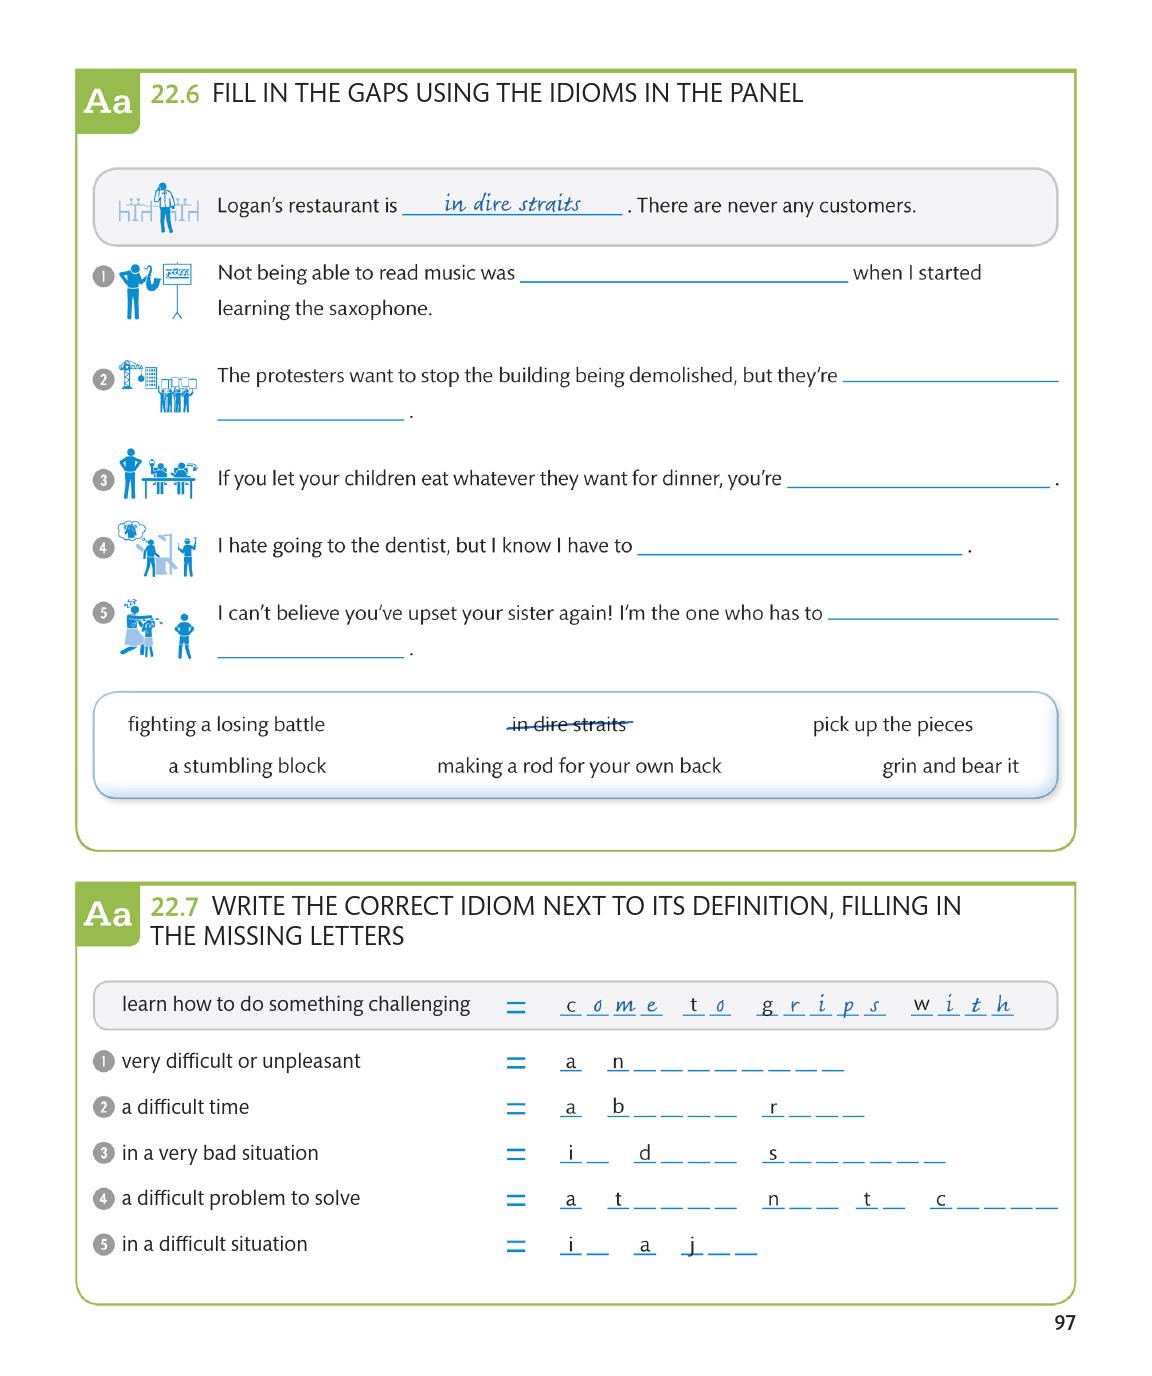 Aa 22.6 FILL IN THE GAPS USING THE IDIOMS IN THE PANEL
Logan's restaurant is in dire straits . There are never any customers.
1 Not being able to read music was ______ when I started
learning the saxophone.
2 The protesters want to stop the building being demolished, but they're ______
______ .
3 If you let your children eat whatever they want for dinner, you're ______ .
4 I hate going to the dentist, but I know I have to ______ .
5 I can't believe you've upset your sister again! I'm the one who has to ______
______ .
fighting a losing battle in dire straits pick up the pieces
a stumbling block making a rod for your own back grin and bear it
Aa 22.7 WRITE THE CORRECT IDIOM NEXT TO ITS DEFINITION, FILLING IN
THE MISSING LETTERS
learn how to do something challenging = c o m e t o g r i p s w i t h
1 very difficult or unpleasant = a n _ _ _ _ _ _ _ _
2 a difficult time = a b _ _ _ _ r _ _ _
3 in a very bad situation = i _ d _ _ _ s _ _ _ _ _ _
4 a difficult problem to solve = a t _ _ _ _ n _ _ t _ c _ _ _ _
5 in a difficult situation = i _ a j _ _
97